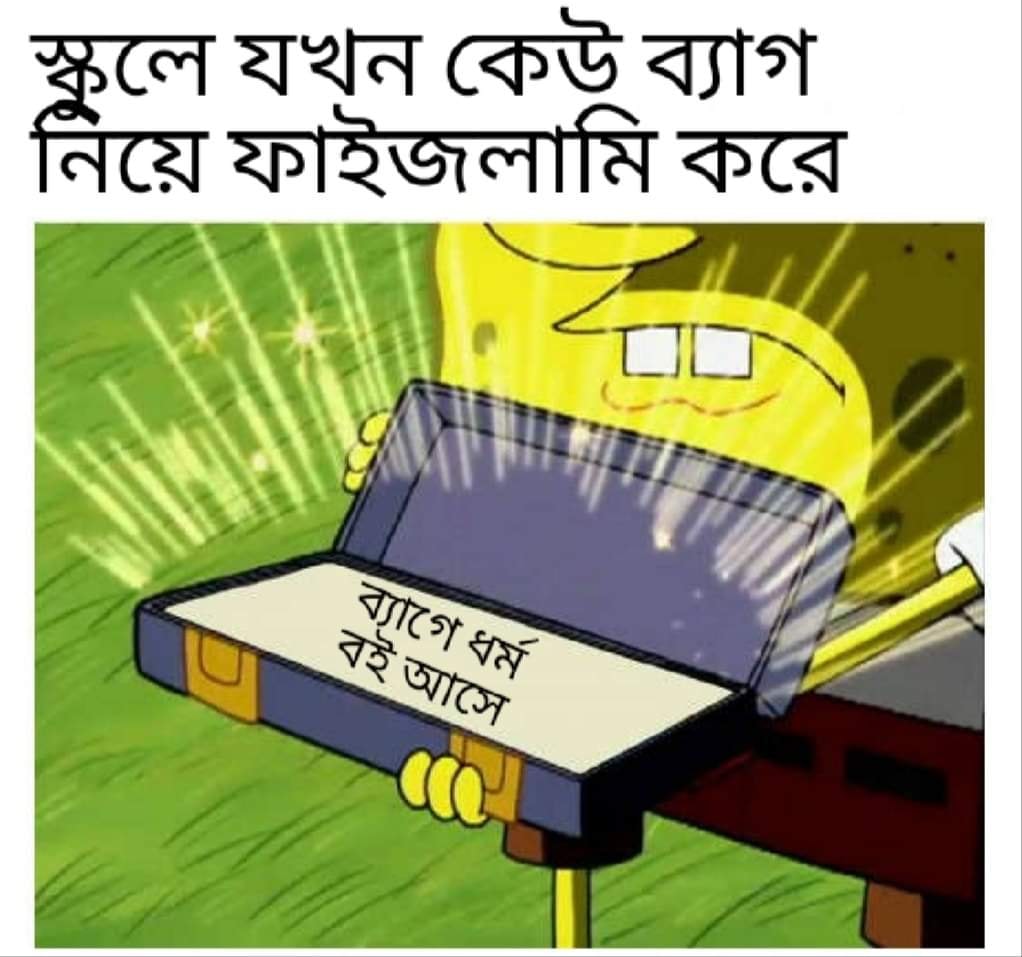 স্কুলে যখন কেউ ব্যাগ
নিয়ে ফাইজলামি করে
ব্যাগে ধর্ম
বই আসে